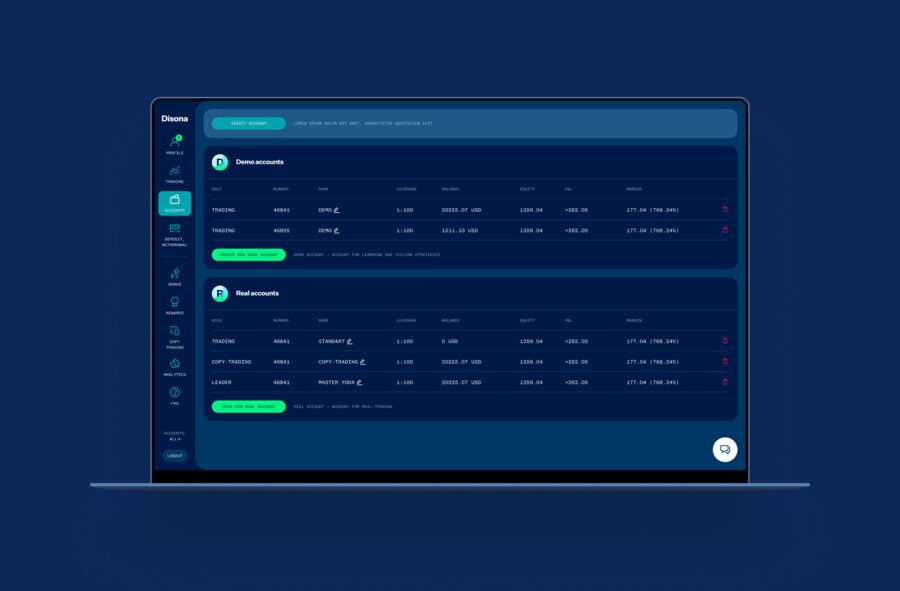 Disona
PROFILE
TRADING
ACCOUNTS
DEPOSIT,
WITHDRAWAL
BONUS
REWARDS
COPY
TRADING
ANALYTICS
FAQ
ACCOUNTS:
ALL
LOGOUT
VERIFY ACCOUNT LOREM IPSUM DOLOR SIT AMET, CONSECTETUR ADIPISCING ELIT
D Demo accounts
ROLE NUMBER NAME LEVERAGE BALANCE EQUITY P&L MARGIN
TRADING 46841 DEMO 1:100 20225.07 USD 1359.04 +262.05 177.04 (768.24%)
TRADING 46855 DEMO 1:100 1211.10 USD 1359.04 +262.05 177.04 (768.24%)
CREATE NEW DEMO ACCOUNT DEMO ACCOUNT - ACCOUNT FOR LEARNING AND TESTING STRATEGIES
R Real accounts
ROLE NUMBER NAME LEVERAGE BALANCE EQUITY P&L MARGIN
TRADING 46841 STANDART 1:100 0 USD 1359.04 +262.05 177.04 (768.24%)
COPY-TRADING 46841 COPY-TRADING 1:100 20225.07 USD 1359.04 +262.05 177.04 (768.24%)
LEADER 46841 MASTER YODA 1:100 20225.07 USD 1359.04 +262.05 177.04 (768.24%)
OPEN NEW REAL ACCOUNT REAL ACCOUNT - ACCOUNT FOR REAL TRADING